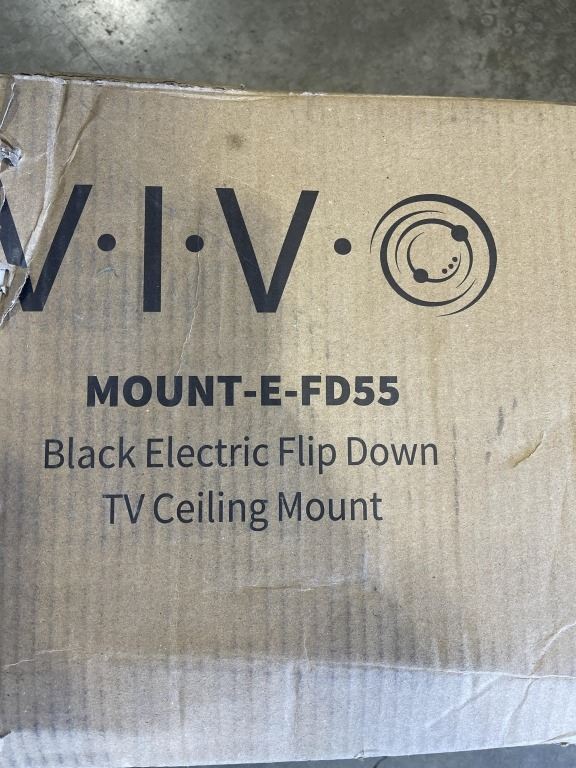 V·I·V·O
MOUNT-E-FD55
Black Electric Flip Down
TV Ceiling Mount